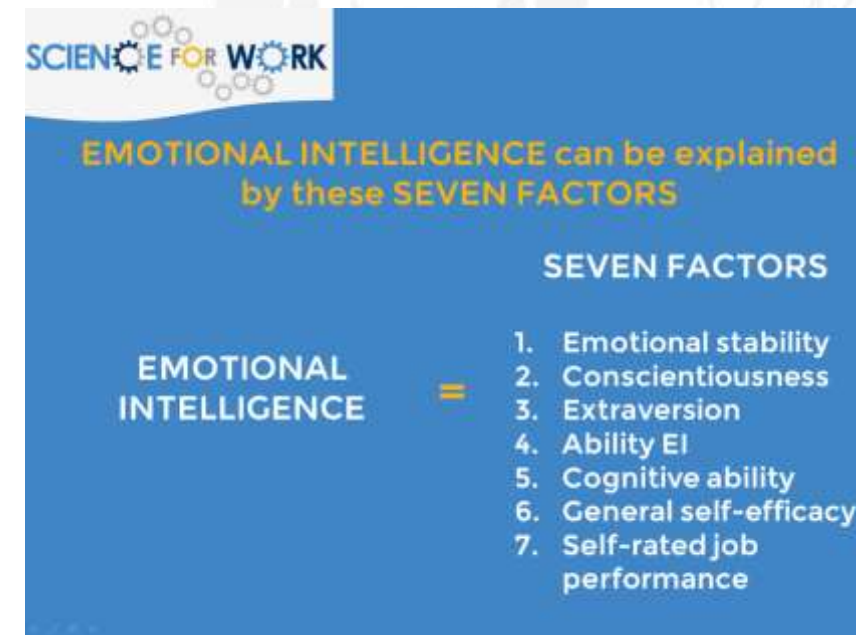 SCIENCE FOR WORK
EMOTIONAL INTELLIGENCE can be explained
by these SEVEN FACTORS
SEVEN FACTORS
EMOTIONAL
INTELLIGENCE
=
1. Emotional stability
2. Conscientiousness
3. Extraversion
4. Ability EI
5. Cognitive ability
6. General self-efficacy
7. Self-rated job
performance